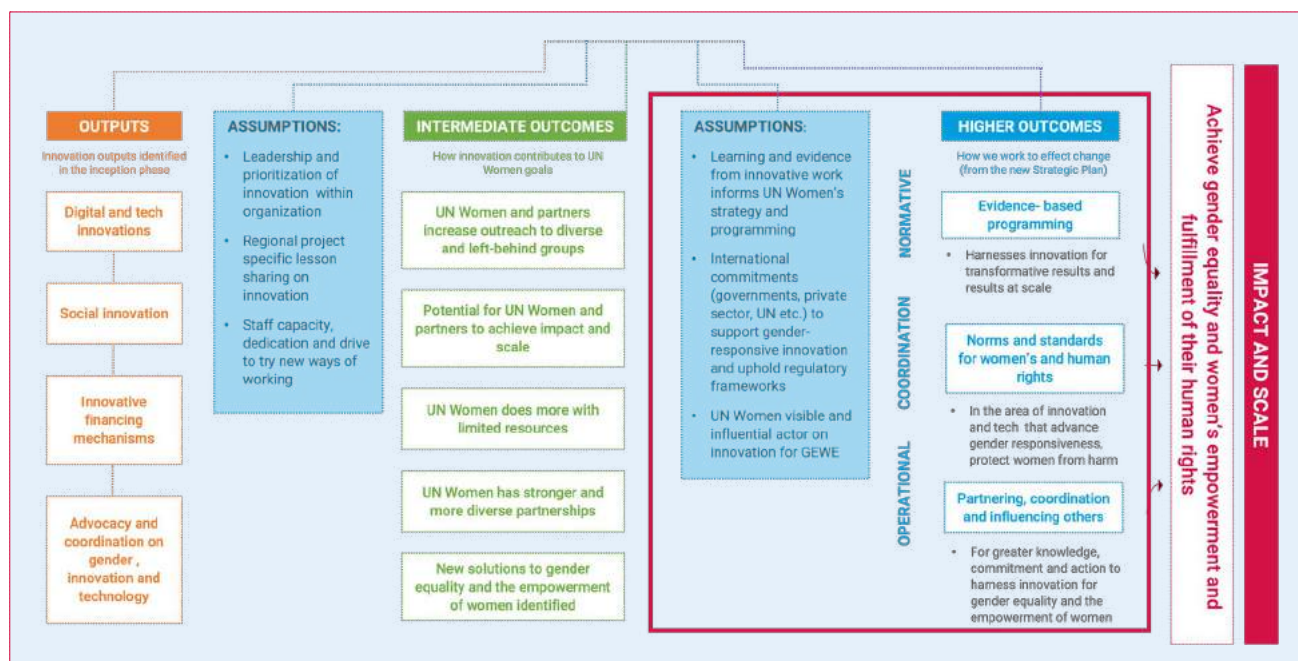 OUTPUTS
Innovation outputs identified
in the inception phase
Digital and tech
innovations
Social innovation
Innovative
financing
mechanisms
Advocacy and
coordination on
gender ,
innovation and
technology
ASSUMPTIONS:
• Leadership and
prioritization of
innovation within
organization
• Regional project
specific lesson
sharing on
innovation
• Staff capacity,
dedication and drive
to try new ways of
working
INTERMEDIATE OUTCOMES
How innovation contributes to UN
Women goals
UN Women and partners
increase outreach to diverse
and left-behind groups
Potential for UN Women and
partners to achieve impact and
scale
UN Women does more with
limited resources
UN Women has stronger and
more diverse partnerships
New solutions to gender
equality and the empowerment
of women identified
ASSUMPTIONS:
• Learning and evidence
from innovative work
informs UN Women's
strategy and
programming
• International
commitments
(governments, private
sector, UN etc.) to
support gender-
responsive innovation
and uphold regulatory
frameworks
• UN Women visible and
influential actor on
innovation for GEWE
NORMATIVE
COORDINATION
OPERATIONAL
HIGHER OUTCOMES
How we work to effect change
(from the new Strategic Plan)
Evidence- based
programming
• Harnesses innovation for
transformative results and
results at scale
Norms and standards
for women's and human
rights
• In the area of innovation
and tech that advance
gender responsiveness,
protect women from harm
Partnering, coordination
and influencing others
• For greater knowledge,
commitment and action to
harness innovation for
gender equality and the
empowerment of women
Achieve gender equality and women's empowerment and
fulfillment of their human rights
IMPACT AND SCALE